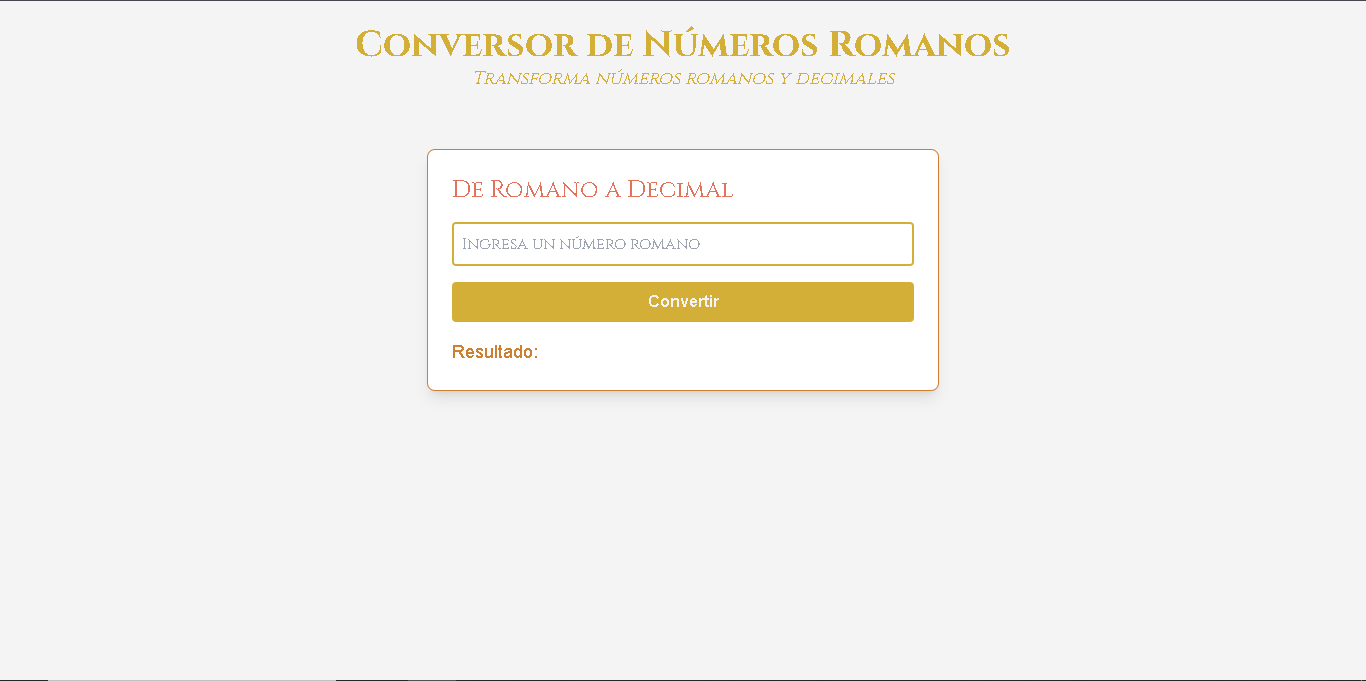 Conversor de Números Romanos
Transforma números romanos y decimales
De Romano a Decimal
Ingresa un número romano
Convertir
Resultado: